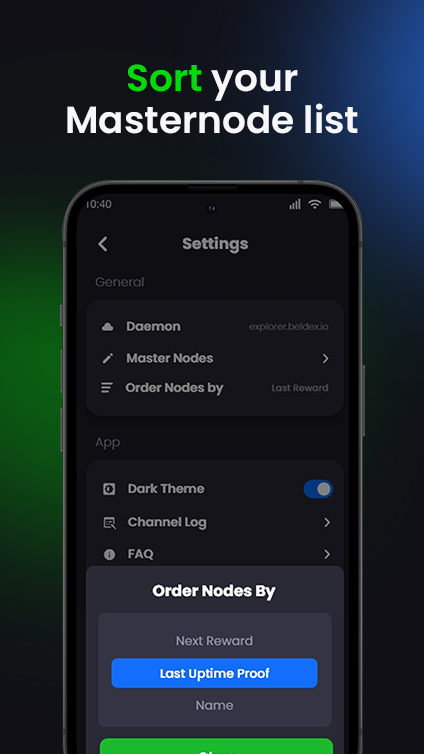 Sort your
Masternode list
10:40
Settings
General
Daemon explorer.beldex.io
Master Nodes
Order Nodes by Last Reward
App
Dark Theme
Channel Log
FAQ
Order Nodes By
Next Reward
Last Uptime Proof
Name